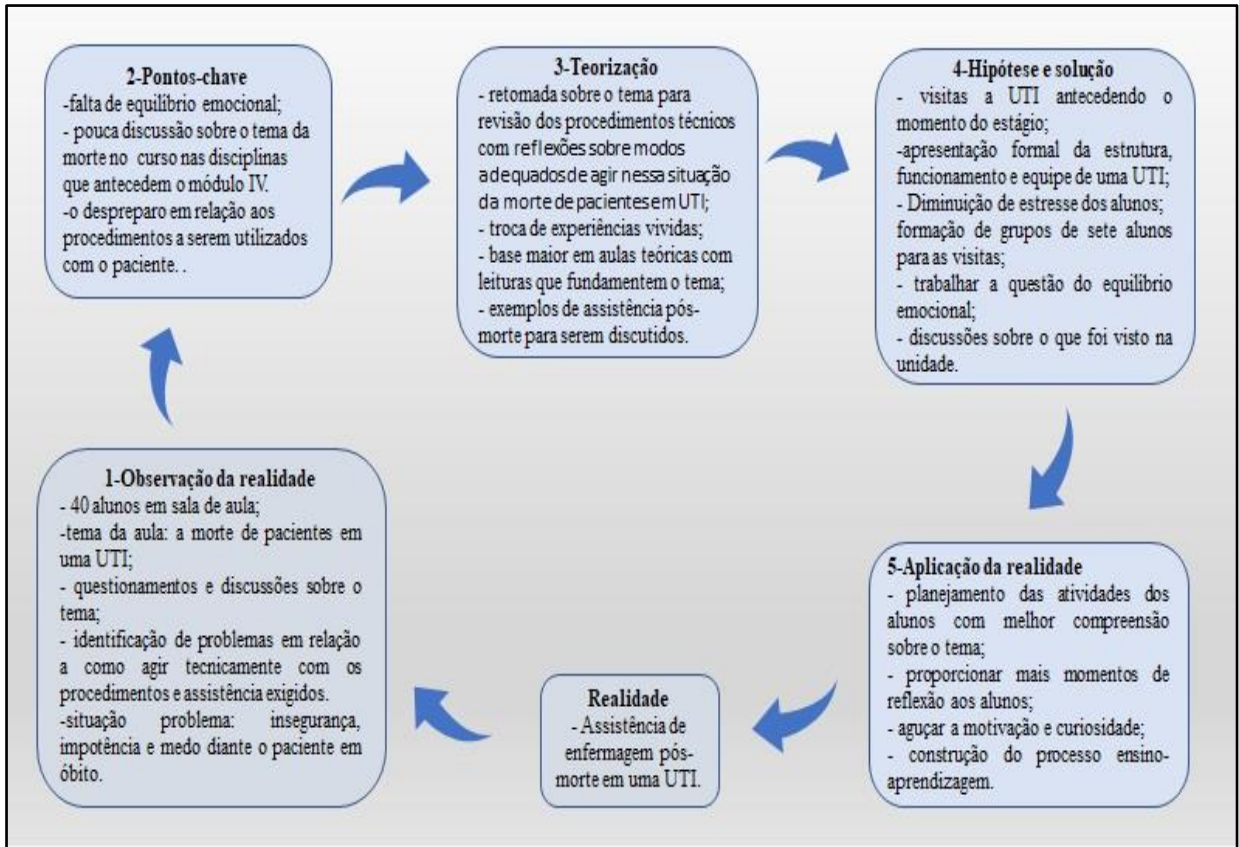 1-Observação da realidade
- 40 alunos em sala de aula;
-tema da aula: a morte de pacientes em
uma UTI;
- questionamentos e discussões sobre o
tema;
- identificação de problemas em relação
a como agir tecnicamente com os
procedimentos e assistência exigidos.
-situação problema: insegurança,
impotência e medo diante o paciente em
óbito.
2-Pontos-chave
-falta de equilíbrio emocional;
- pouca discussão sobre o tema da
morte no curso nas disciplinas
que antecedem o módulo IV.
-o despreparo em relação aos
procedimentos a serem utilizados
com o paciente. .
3-Teorização
- retomada sobre o tema para
revisão dos procedimentos técnicos
com reflexões sobre modos
adequados de agir nessa situação
da morte de pacientes em UTI;
- troca de experiências vividas;
- base maior em aulas teóricas com
leituras que fundamentem o tema;
- exemplos de assistência pós-
morte para serem discutidos.
4-Hipótese e solução
- visitas a UTI antecedendo o
momento do estágio;
-apresentação formal da estrutura,
funcionamento e equipe de uma UTI;
- Diminuição de estresse dos alunos;
formação de grupos de sete alunos
para as visitas;
- trabalhar a questão do equilíbrio
emocional;
- discussões sobre o que foi visto na
unidade.
5-Aplicação da realidade
- planejamento das atividades dos
alunos com melhor compreensão
sobre o tema;
- proporcionar mais momentos de
reflexão aos alunos;
- aguçar a motivação e curiosidade;
- construção do processo ensino-
aprendizagem.
Realidade
- Assistência de
enfermagem pós-
morte em uma UTI.